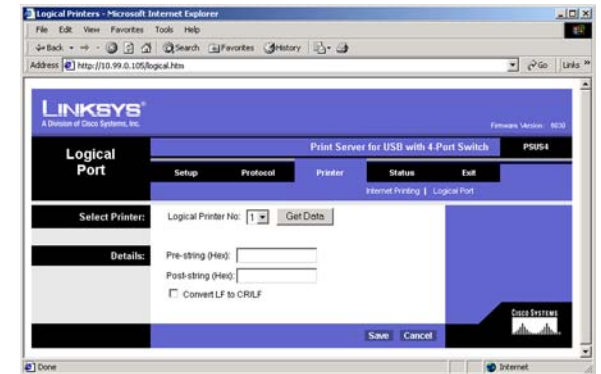 Logical Printers - Microsoft Internet Explorer
File Edit View Favorites Tools Help
Back Search Favorites History
Address http://10.99.0.105/logical.htm Go Links »
LINKSYS®
A Division of Cisco Systems, Inc.
Firmware Version: 6030
Logical Port
Print Server for USB with 4-Port Switch PSUS4
Setup Protocol Printer Status Exit
Internet Printing | Logical Port
Select Printer: Logical Printer No: 1 Get Data
Details: Pre-string (Hex):
Post-string (Hex):
Convert LF to CR/LF
CISCO SYSTEMS
Save Cancel
Done Internet